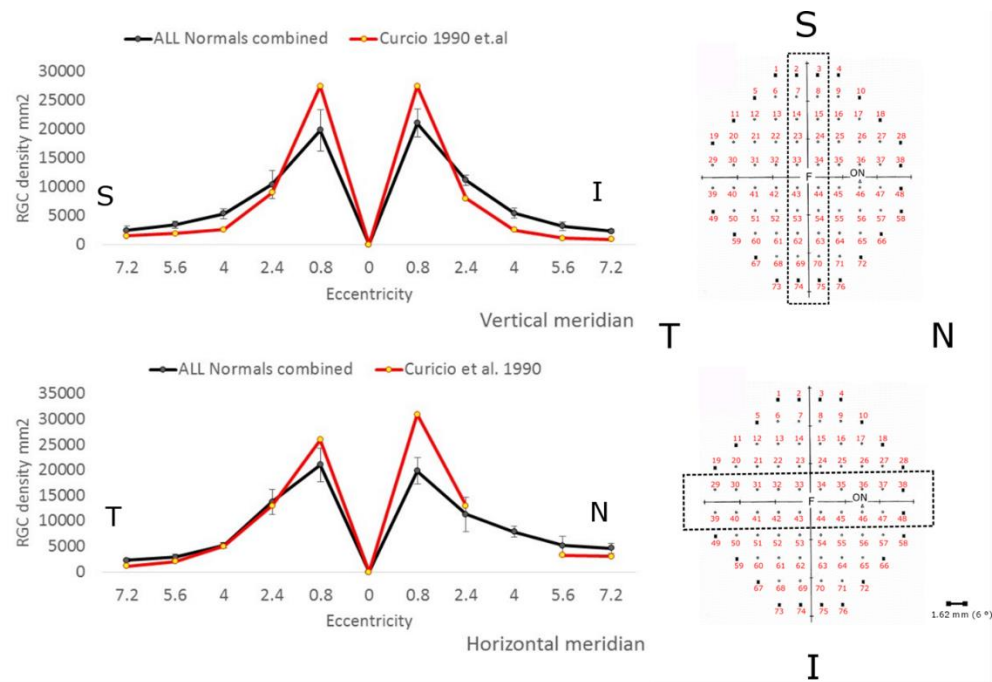 ALL Normals combined Curcio 1990 et.al
30000
25000
20000
15000
10000
5000
0
RGC density mm2
S
I
7.2 5.6 4 2.4 0.8 0 0.8 2.4 4 5.6 7.2
Eccentricity
Vertical meridian
ALL Normals combined Curicio et al. 1990
35000
30000
25000
20000
15000
10000
5000
0
RGC density mm2
T
N
7.2 5.6 4 2.4 0.8 0 0.8 2.4 4 5.6 7.2
Eccentricity
Horizontal meridian
S
1 2 3 4
5 6 7 8 9 10
11 12 13 14 15 16 17 18
19 20 21 22 23 24 25 26 27 28
29 30 31 32 33 34 35 36 37 38
F ON
39 40 41 42 43 44 45 46 47 48
49 50 51 52 53 54 55 56 57 58
59 60 61 62 63 64 65 66
67 68 69 70 71 72
73 74 75 76
T N
1 2 3 4
5 6 7 8 9 10
11 12 13 14 15 16 17 18
19 20 21 22 23 24 25 26 27 28
29 30 31 32 33 34 35 36 37 38
F ON
39 40 41 42 43 44 45 46 47 48
49 50 51 52 53 54 55 56 57 58
59 60 61 62 63 64 65 66
67 68 69 70 71 72
73 74 75 76
1.62 mm (6 °)
I